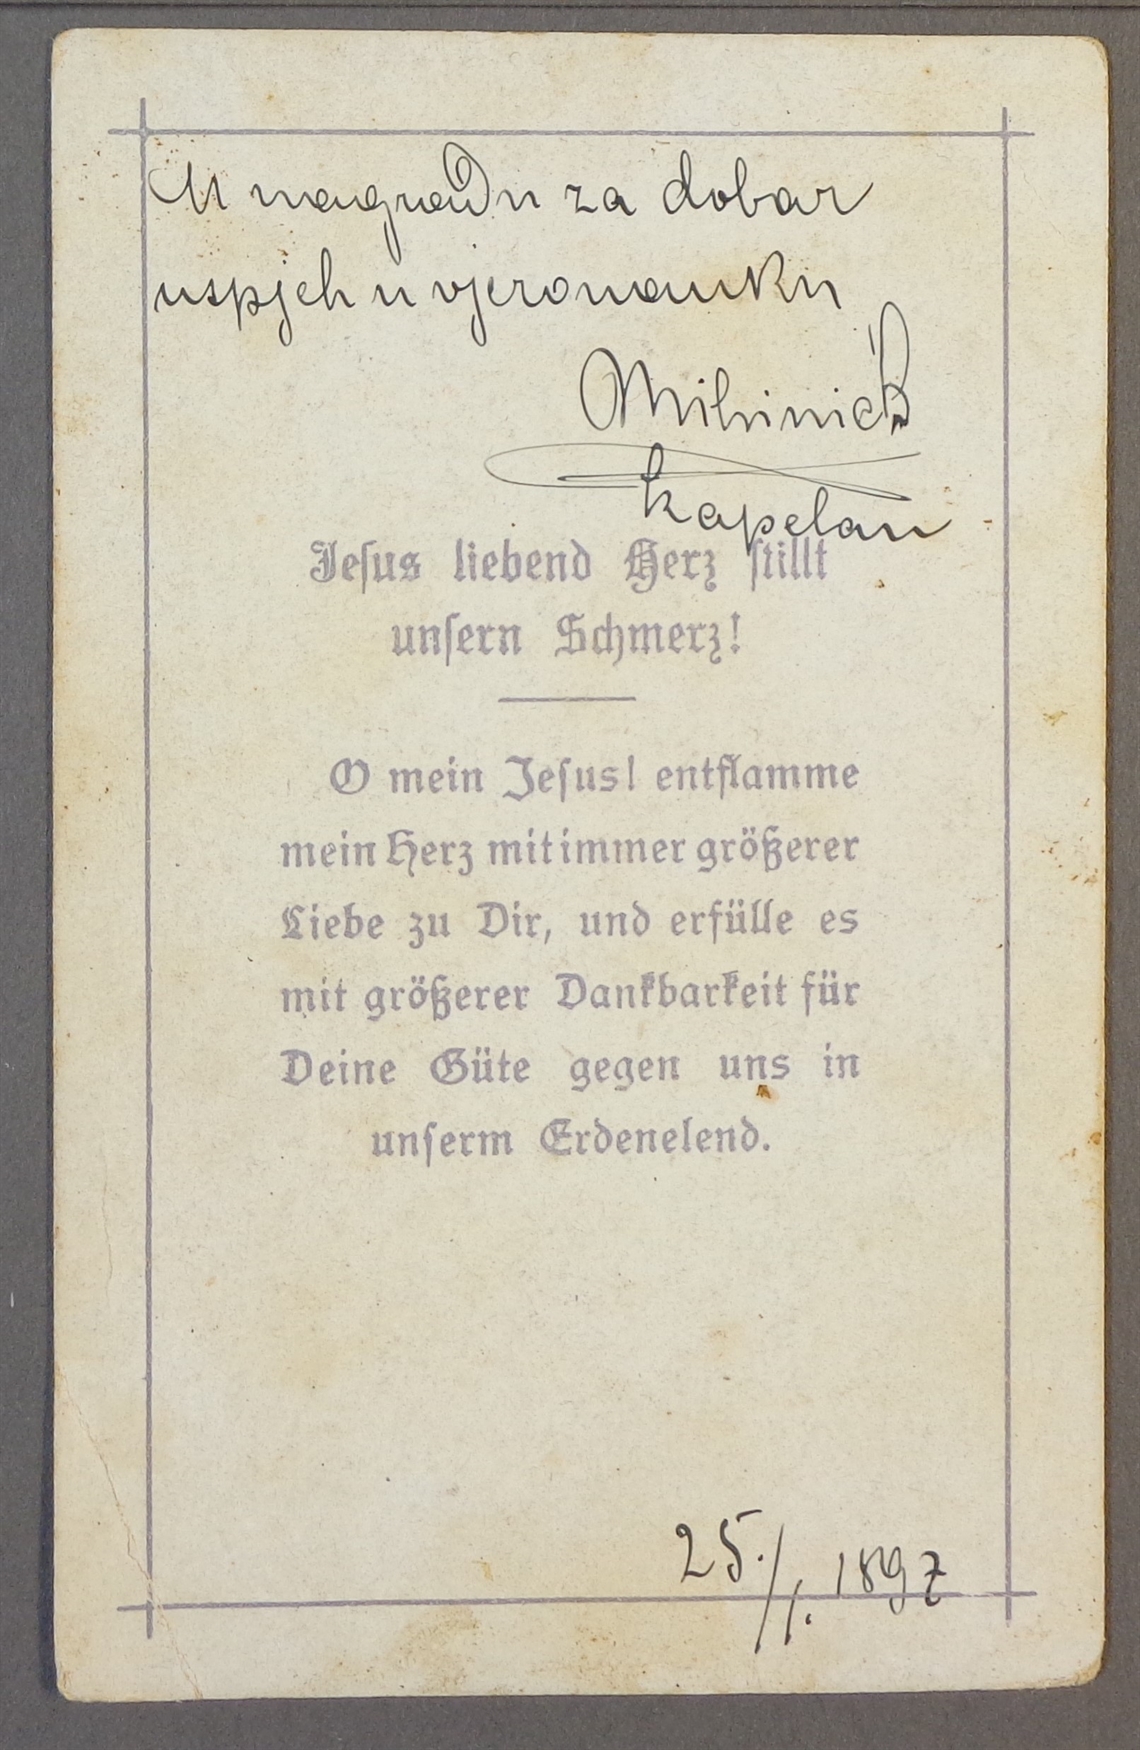 U nagradu za dobar
uspjeh u vjeronauku
kapelan
Jesus liebend Herz stillt
unsern Schmerz!
O mein Jesus! entflamme
mein Herz mit immer größerer
Liebe zu Dir, und erfülle es
mit größerer Dankbarkeit für
Deine Güte gegen uns in
unserm Erdenelend.
25./1. 1897